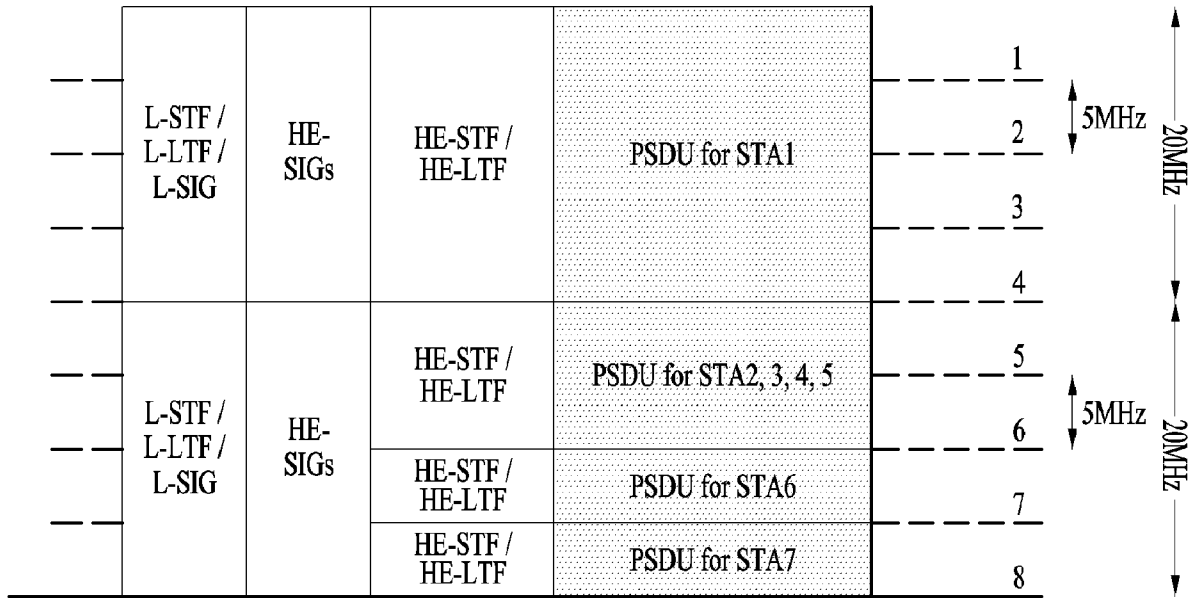 L-STF /
L-LTF /
L-SIG
HE-
SIGs
HE-STF /
HE-LTF
PSDU for STA1
1
2
3
4
5MHz
20MHz
L-STF /
L-LTF /
L-SIG
HE-
SIGs
HE-STF /
HE-LTF
PSDU for STA2, 3, 4, 5
HE-STF /
HE-LTF
PSDU for STA6
HE-STF /
HE-LTF
PSDU for STA7
5
6
7
8
5MHz
20MHz